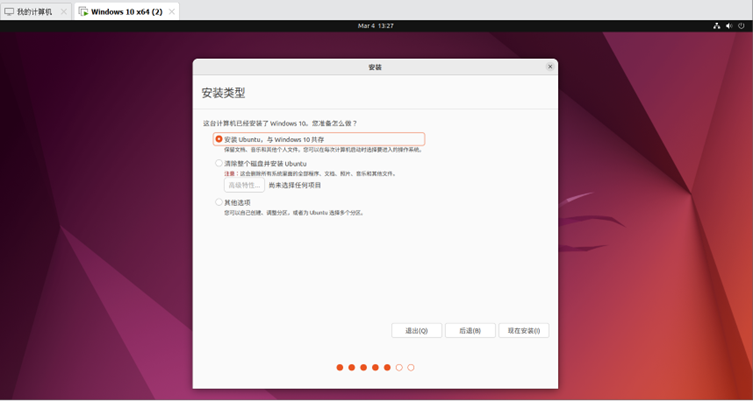 我的计算机
Windows 10 x64 (2)
Mar 4 13:27
安装
安装类型
这台计算机已经安装了 Windows 10。您准备怎么做？
安装 Ubuntu，与 Windows 10 共存
保留文档、音乐和其他个人文件。您可以在每次计算机启动时选择要进入的操作系统。
清除整个磁盘并安装 Ubuntu
注意：这会删除所有系统里面的全部程序、文档、照片、音乐和其他文件。
高级特性... 尚未选择任何项目
其他选项
您可以自己创建、调整分区，或者为 Ubuntu 选择多个分区。
退出(Q) 后退(B) 现在安装(I)